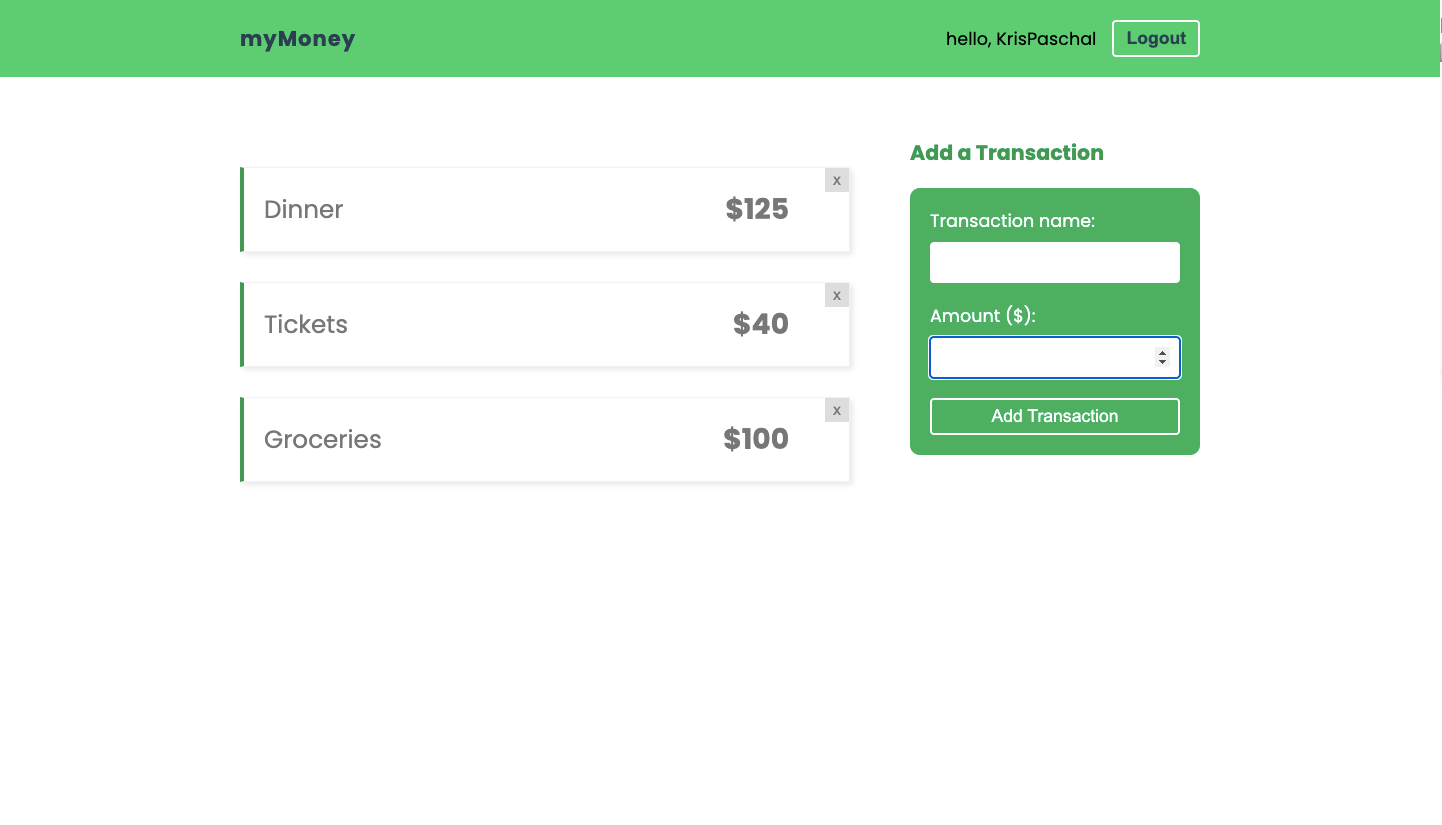 myMoney
hello, KrisPaschal
Logout
Dinner
$125
x
Tickets
$40
x
Groceries
$100
x
Add a Transaction
Transaction name:
Amount ($):
Add Transaction